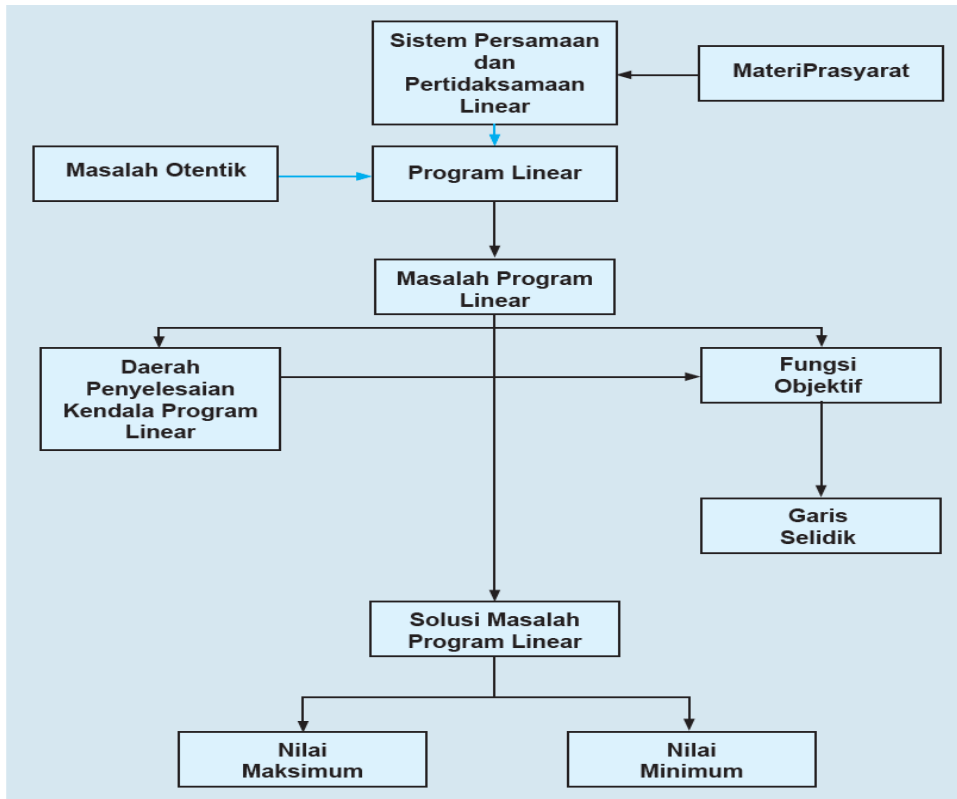 Sistem Persamaan
dan
Pertidaksamaan
Linear
MateriPrasyarat
Masalah Otentik
Program Linear
Masalah Program
Linear
Daerah
Penyelesaian
Kendala Program
Linear
Fungsi
Objektif
Garis
Selidik
Solusi Masalah
Program Linear
Nilai
Maksimum
Nilai
Minimum